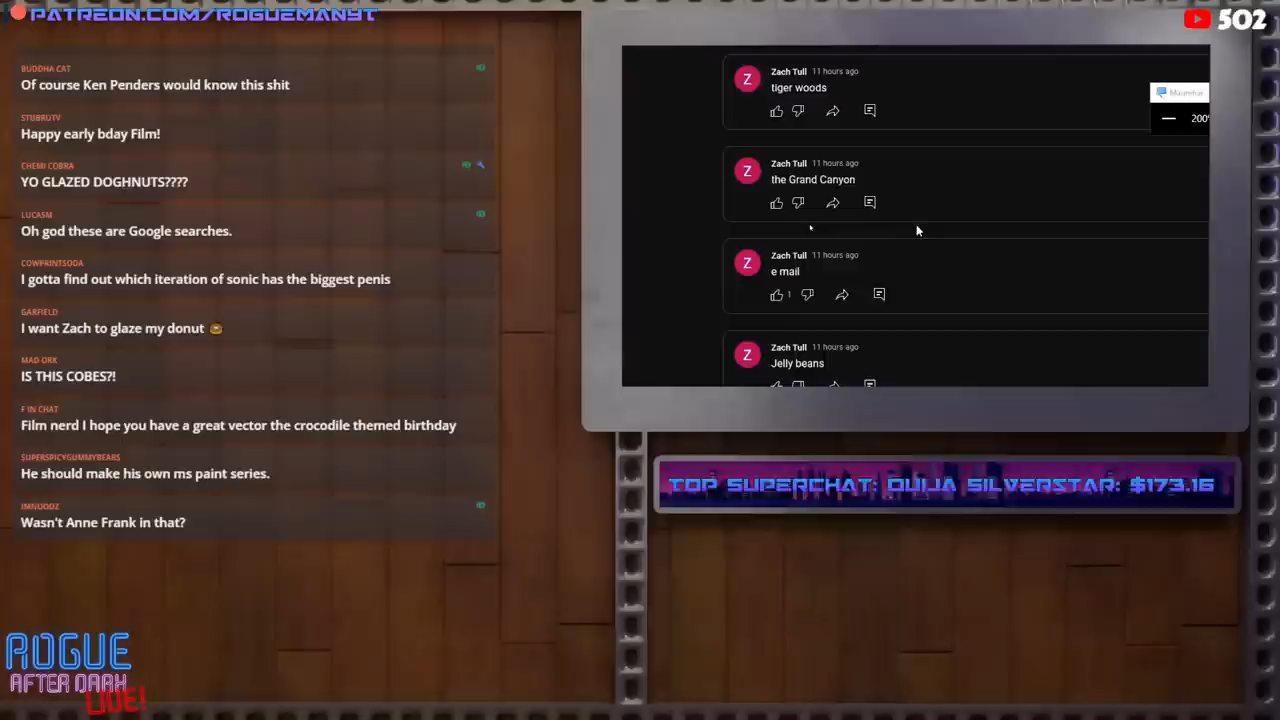 PATREON.COM/ROGUEMANYT
502
BUDDHA CAT
Of course Ken Penders would know this shit
STUBRUTV
Happy early bday Film!
CHEMI COBRA
YO GLAZED DOGHNUTS????
LUCASM
Oh god these are Google searches.
COWPRINTSODA
I gotta find out which iteration of sonic has the biggest penis
GARFIELD
I want Zach to glaze my donut
MAD ORK
IS THIS COBES?!
F IN CHAT
Film nerd I hope you have a great vector the crocodile themed birthday
SUPERSPICYGUMMYBEARS
He should make his own ms paint series.
IMNUODZ
Wasn't Anne Frank in that?
Z
Zach Tull 11 hours ago
tiger woods
200%
Z
Zach Tull 11 hours ago
the Grand Canyon
Z
Zach Tull 11 hours ago
e mail
1
Z
Zach Tull 11 hours ago
Jelly beans
TOP SUPERCHAT: OUIJA SILVERSTAR: $173.16
ROGUE
AFTER DARK
LIVE!